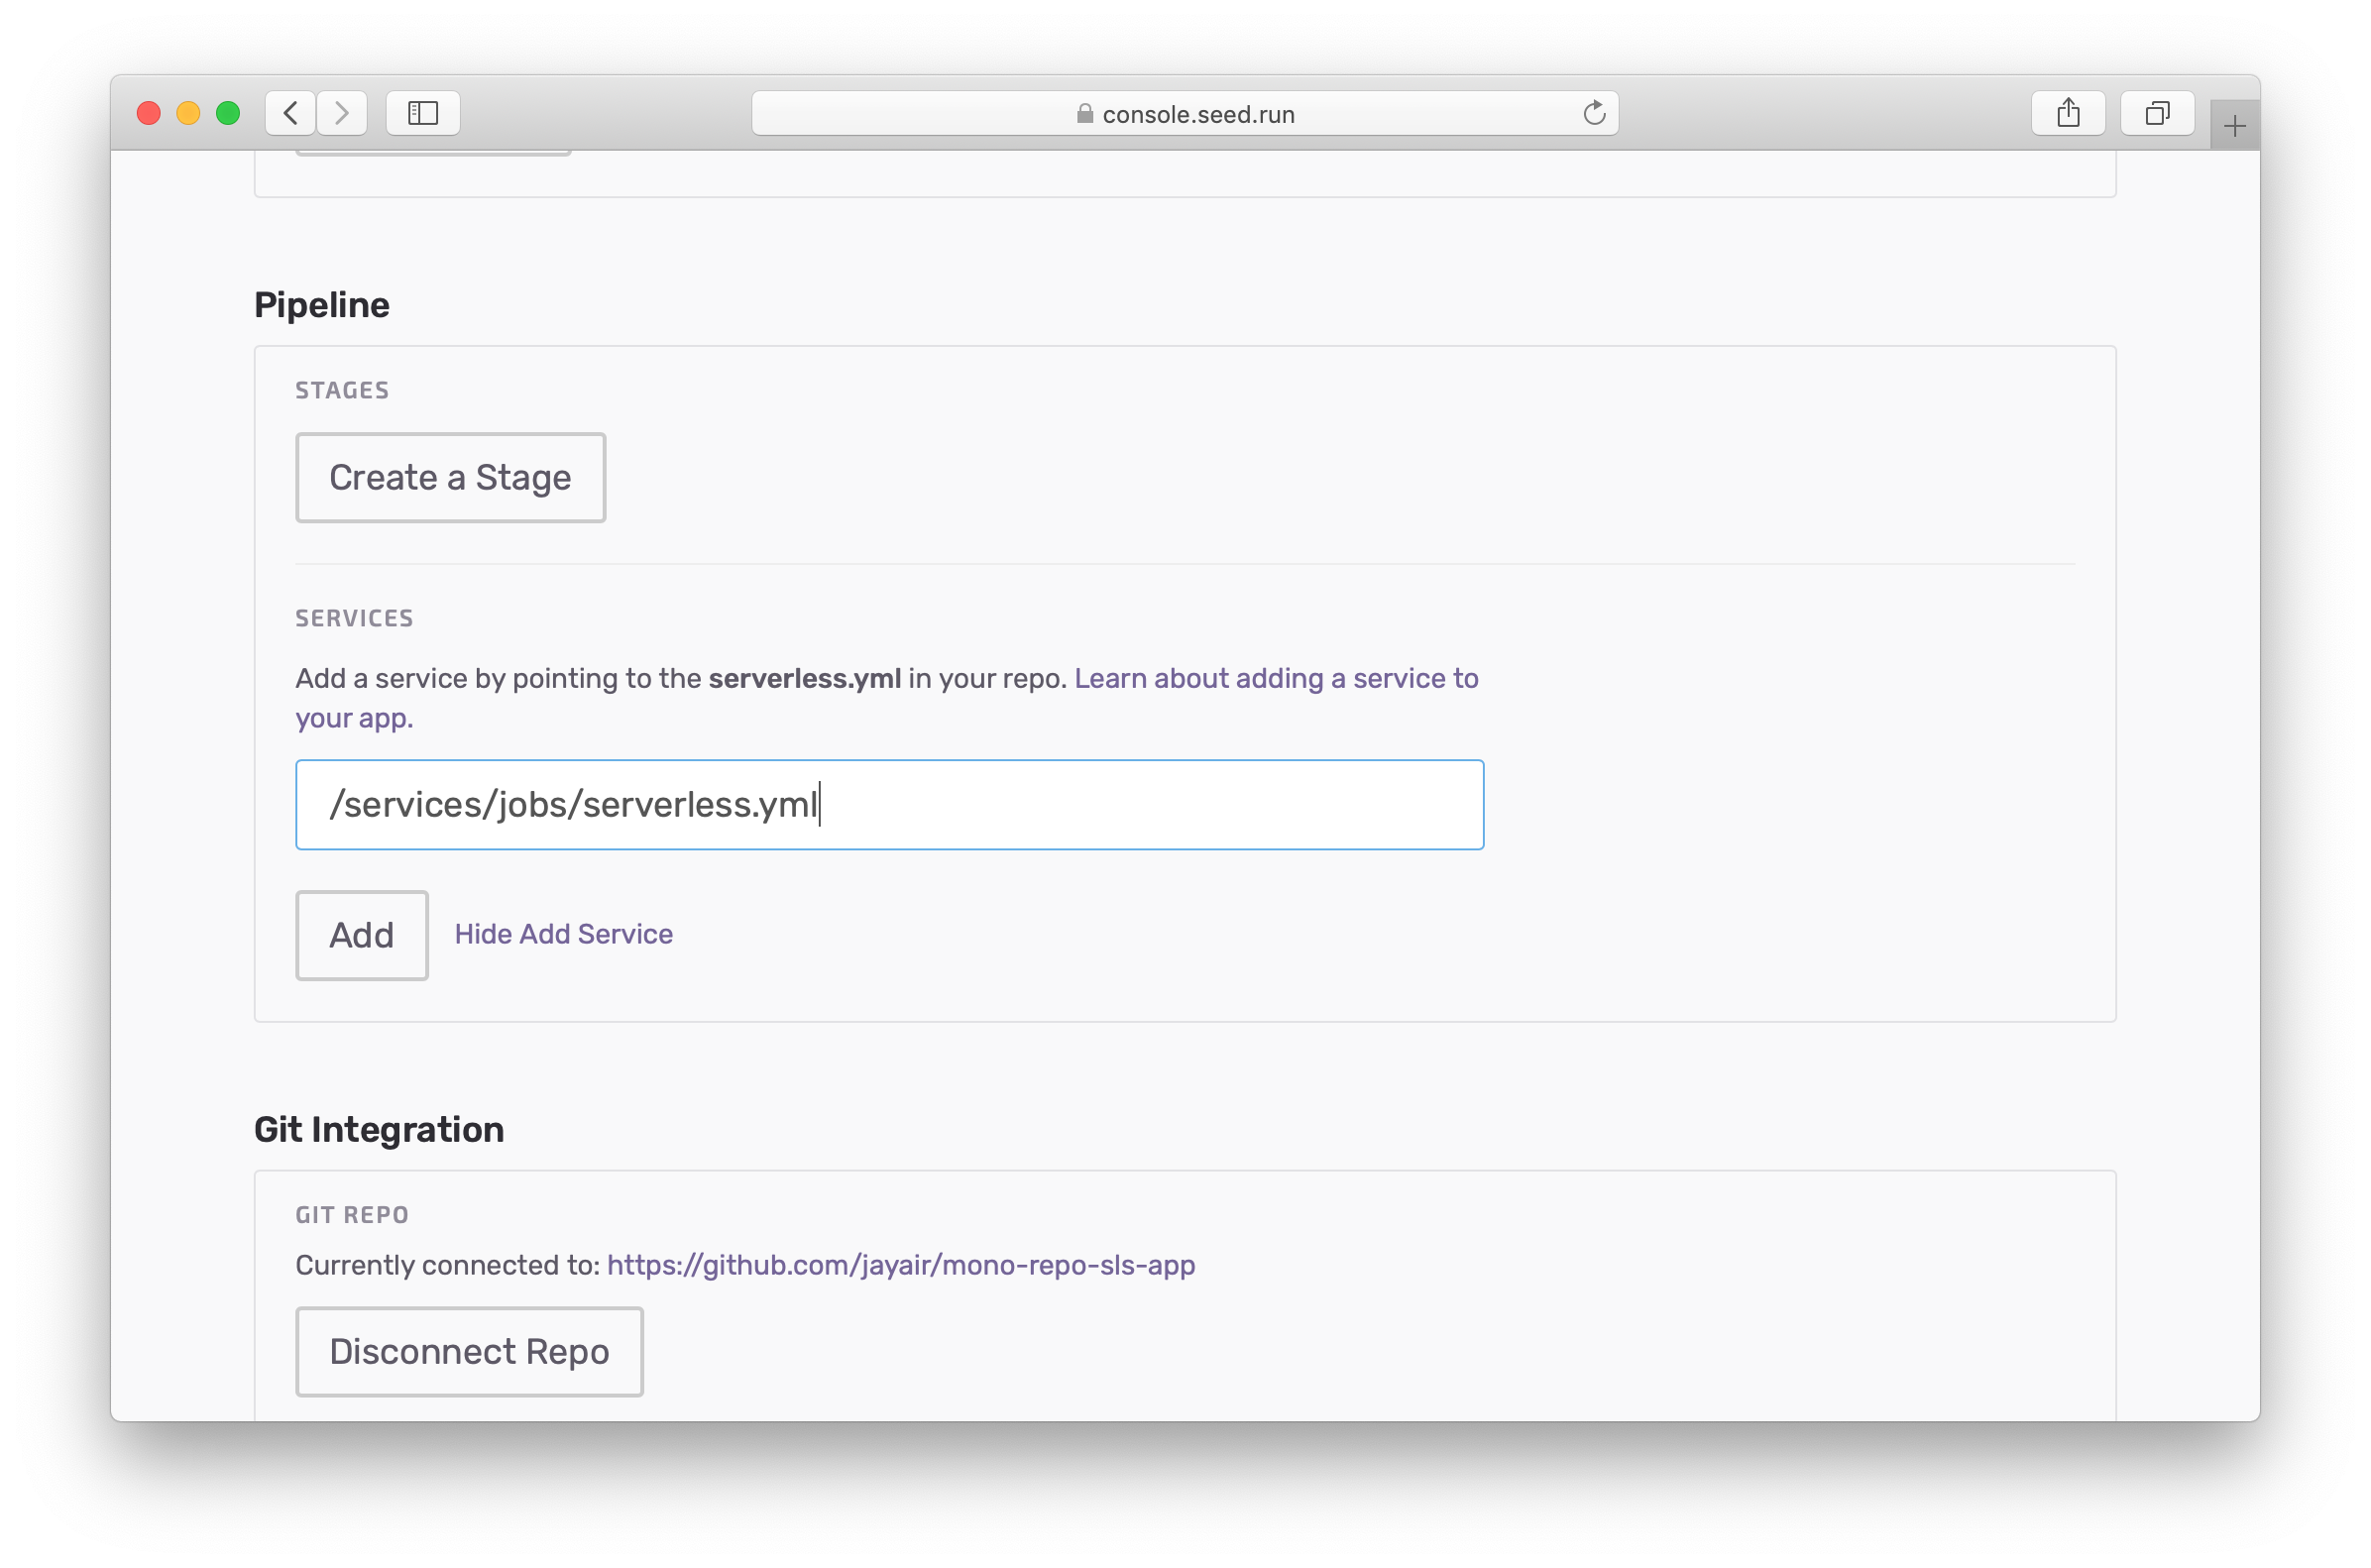 console.seed.run
Pipeline
STAGES
Create a Stage
SERVICES
Add a service by pointing to the serverless.yml in your repo. Learn about adding a service to
your app.
/services/jobs/serverless.yml
Add
Hide Add Service
Git Integration
GIT REPO
Currently connected to: https://github.com/jayair/mono-repo-sls-app
Disconnect Repo